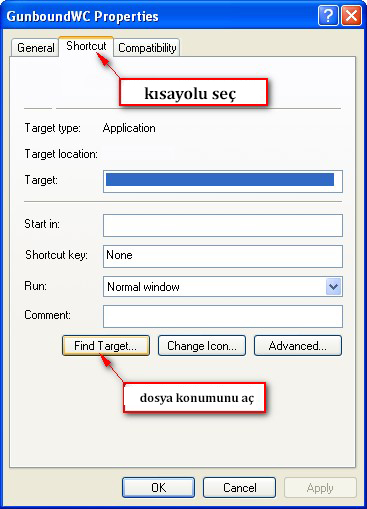 GunboundWC Properties
General Shortcut Compatibility
kısayolu seç
Target type: Application
Target location:
Target:
Start in:
Shortcut key: None
Run: Normal window
Comment:
Find Target... Change Icon... Advanced...
dosya konumunu aç
OK Cancel Apply